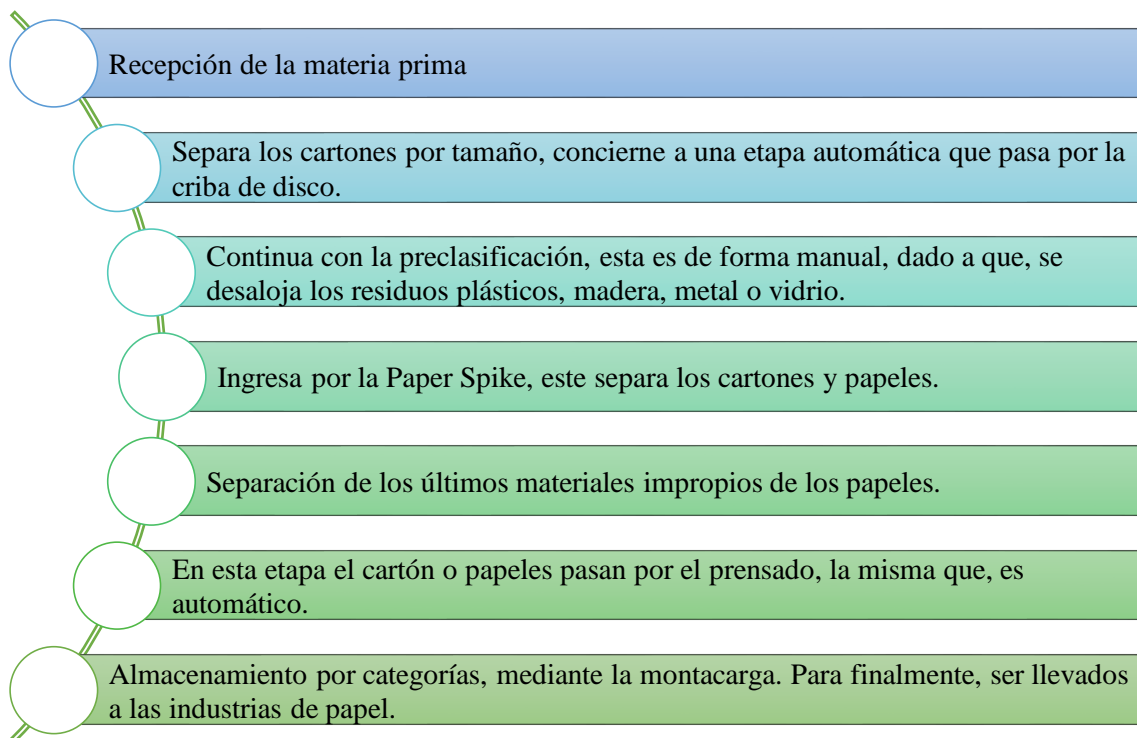 Recepción de la materia prima
Separa los cartones por tamaño, concierne a una etapa automática que pasa por la
criba de disco.
Continua con la preclasificación, esta es de forma manual, dado a que, se
desaloja los residuos plásticos, madera, metal o vidrio.
Ingresa por la Paper Spike, este separa los cartones y papeles.
Separación de los últimos materiales impropios de los papeles.
En esta etapa el cartón o papeles pasan por el prensado, la misma que, es
automático.
Almacenamiento por categorías, mediante la montacarga. Para finalmente, ser llevados
a las industrias de papel.